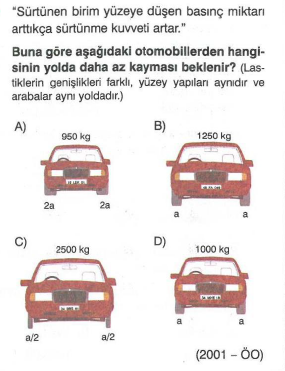 “Sürtünen birim yüzeye düşen basınç miktarı
arttıkça sürtünme kuvveti artar.”
Buna göre aşağıdaki otomobillerden hangi-
sinin yolda daha az kayması beklenir? (Las-
tiklerin genişlikleri farklı, yüzey yapıları aynıdır ve
arabalar aynı yoldadır.)
A)
950 kg
2a 2a
B)
1250 kg
a a
C)
2500 kg
a/2 a/2
D)
1000 kg
a a
(2001 – ÖO)